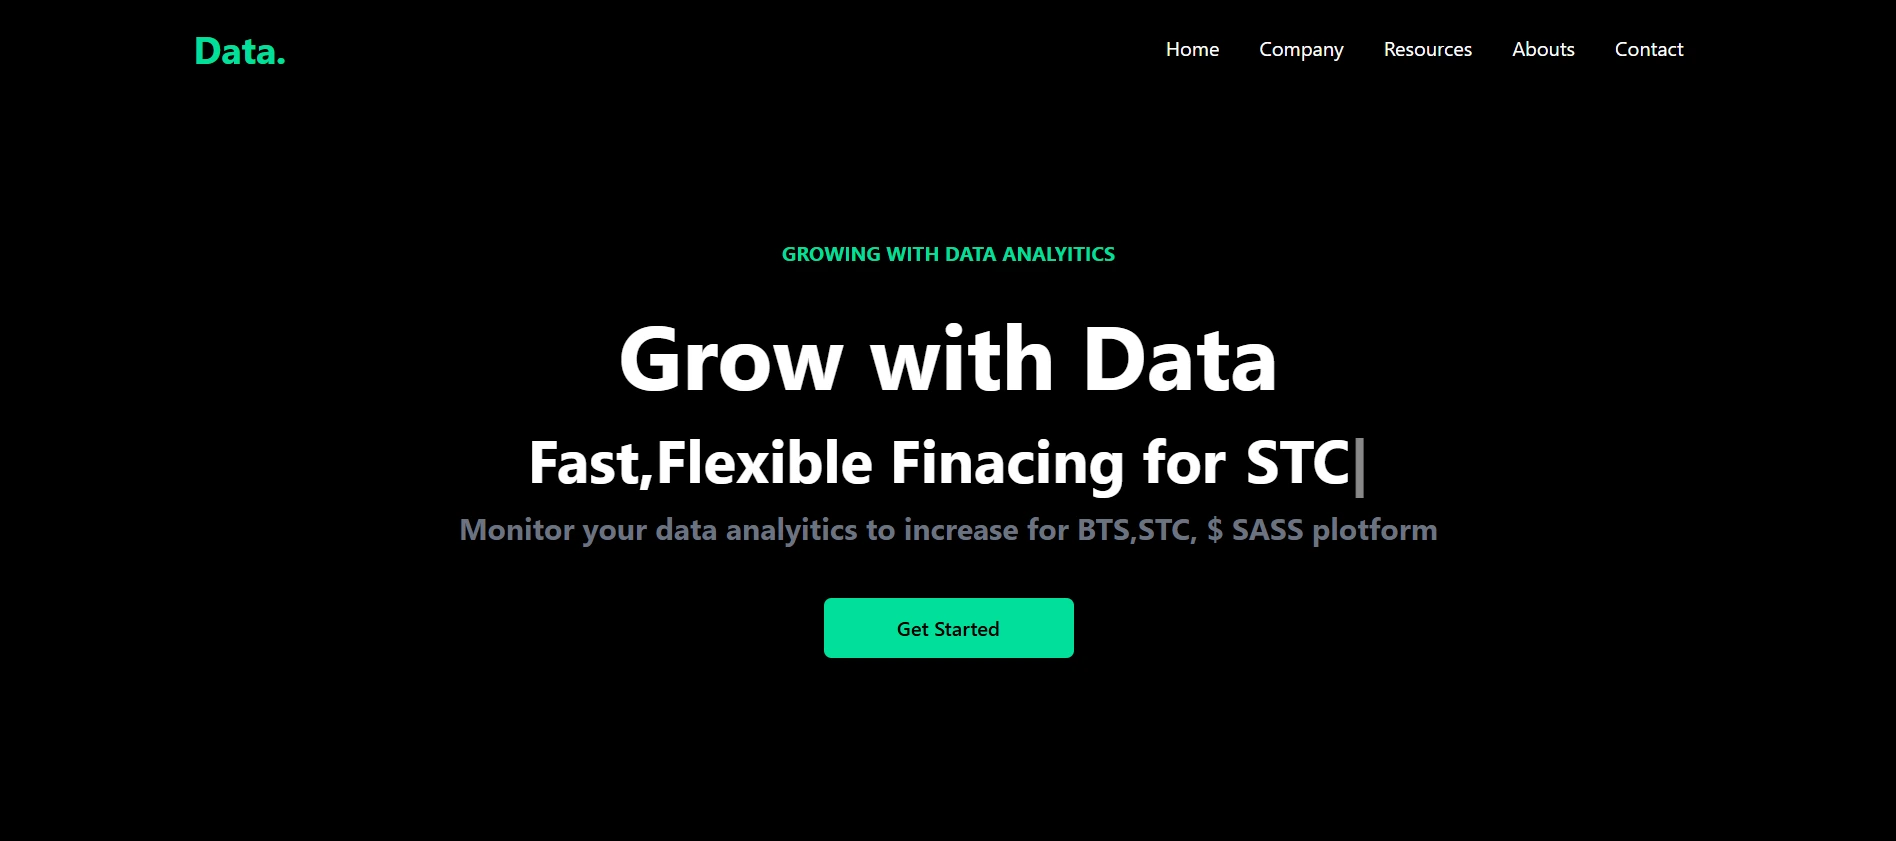 Data.
Home Company Resources Abouts Contact
GROWING WITH DATA ANALYITICS
Grow with Data
Fast,Flexible Finacing for STC|
Monitor your data analyitics to increase for BTS,STC, $ SASS plotform
Get Started